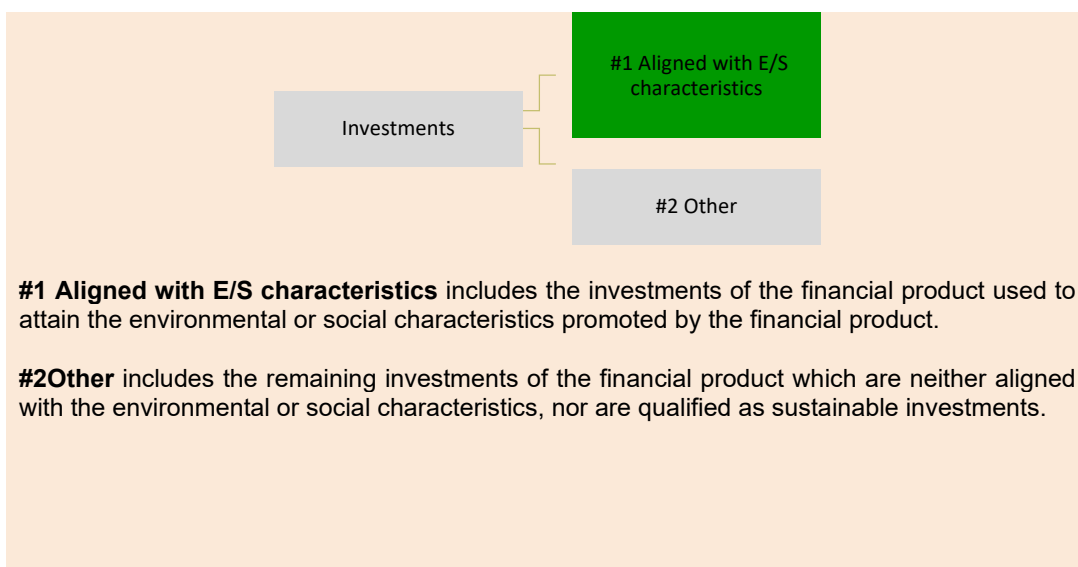 #1 Aligned with E/S
characteristics
Investments
#2 Other
#1 Aligned with E/S characteristics includes the investments of the financial product used to
attain the environmental or social characteristics promoted by the financial product.
#2Other includes the remaining investments of the financial product which are neither aligned
with the environmental or social characteristics, nor are qualified as sustainable investments.